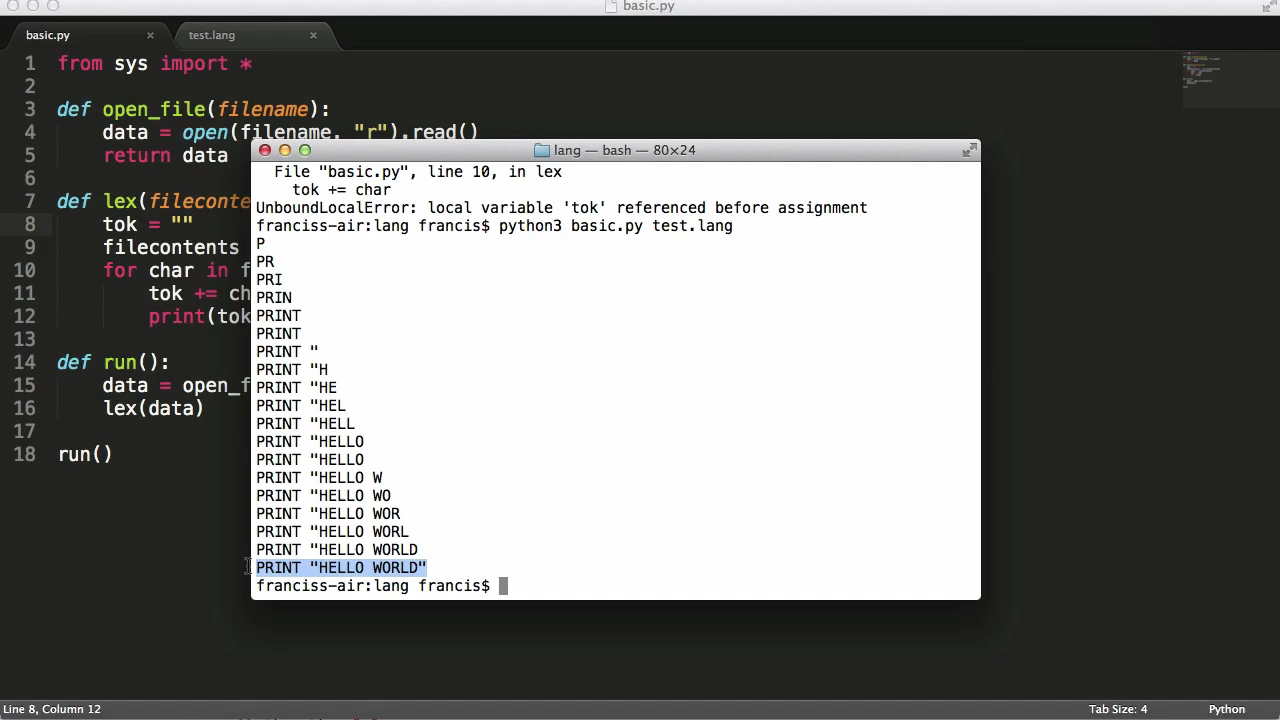 basic.py
basic.py
test.lang
1 from sys import *
2
3 def open_file(filename):
4 data = open(filename, "r").read()
5 return data
6
7 def lex(fileconte
8 tok = ""
9 filecontents
10 for char in f
11 tok += ch
12 print(tok
13
14 def run():
15 data = open_f
16 lex(data)
17
18 run()
lang — bash — 80×24
File "basic.py", line 10, in lex
tok += char
UnboundLocalError: local variable 'tok' referenced before assignment
franciss-air:lang francis$ python3 basic.py test.lang
P
PR
PRI
PRIN
PRINT
PRINT
PRINT "
PRINT "H
PRINT "HE
PRINT "HEL
PRINT "HELL
PRINT "HELLO
PRINT "HELLO
PRINT "HELLO W
PRINT "HELLO WO
PRINT "HELLO WOR
PRINT "HELLO WORL
PRINT "HELLO WORLD
PRINT "HELLO WORLD"
franciss-air:lang francis$
Line 8, Column 12
Tab Size: 4
Python